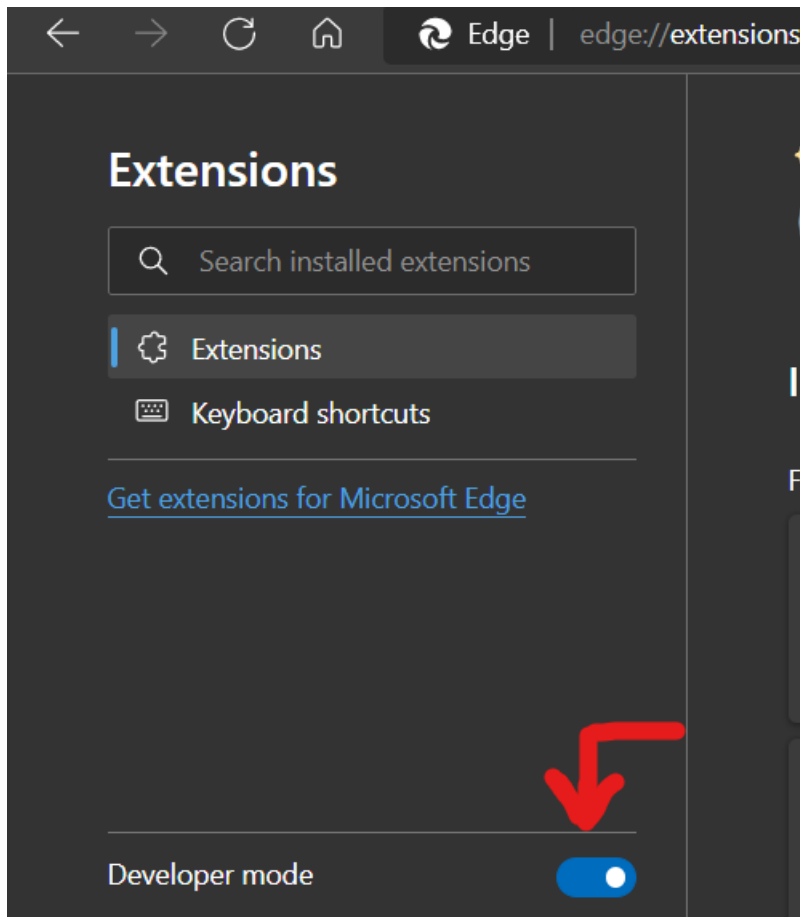 Edge | edge://extensions
Extensions
Search installed extensions
Extensions
Keyboard shortcuts
Get extensions for Microsoft Edge
Developer mode